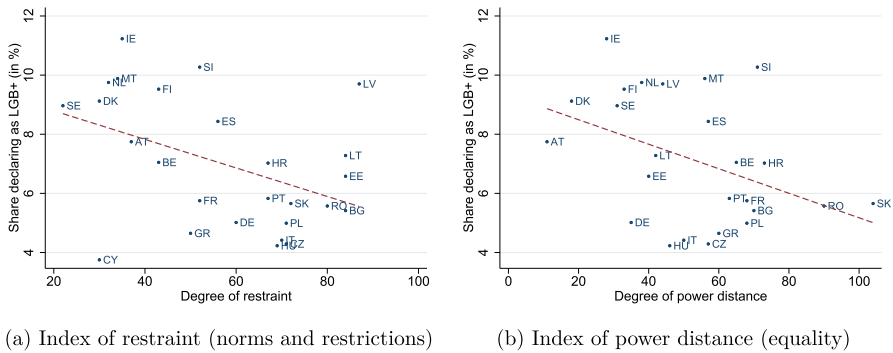 12
10
8
6
4
Share declaring as LGB+ (in %)
IE
SI
MT
NL
LV
FI
DK
SE
ES
AT
LT
BE
HR
EE
PT
FR
SK
RO
BG
DE
PL
GR
IT
CZ
HU
CY
20 40 60 80 100
Degree of restraint
(a) Index of restraint (norms and restrictions)
12
10
8
6
4
Share declaring as LGB+ (in %)
IE
SI
MT
NL
LV
FI
DK
SE
ES
AT
LT
BE
HR
EE
PT
FR
RO
SK
BG
DE
PL
GR
IT
HU
CZ
0 20 40 60 80 100
Degree of power distance
(b) Index of power distance (equality)